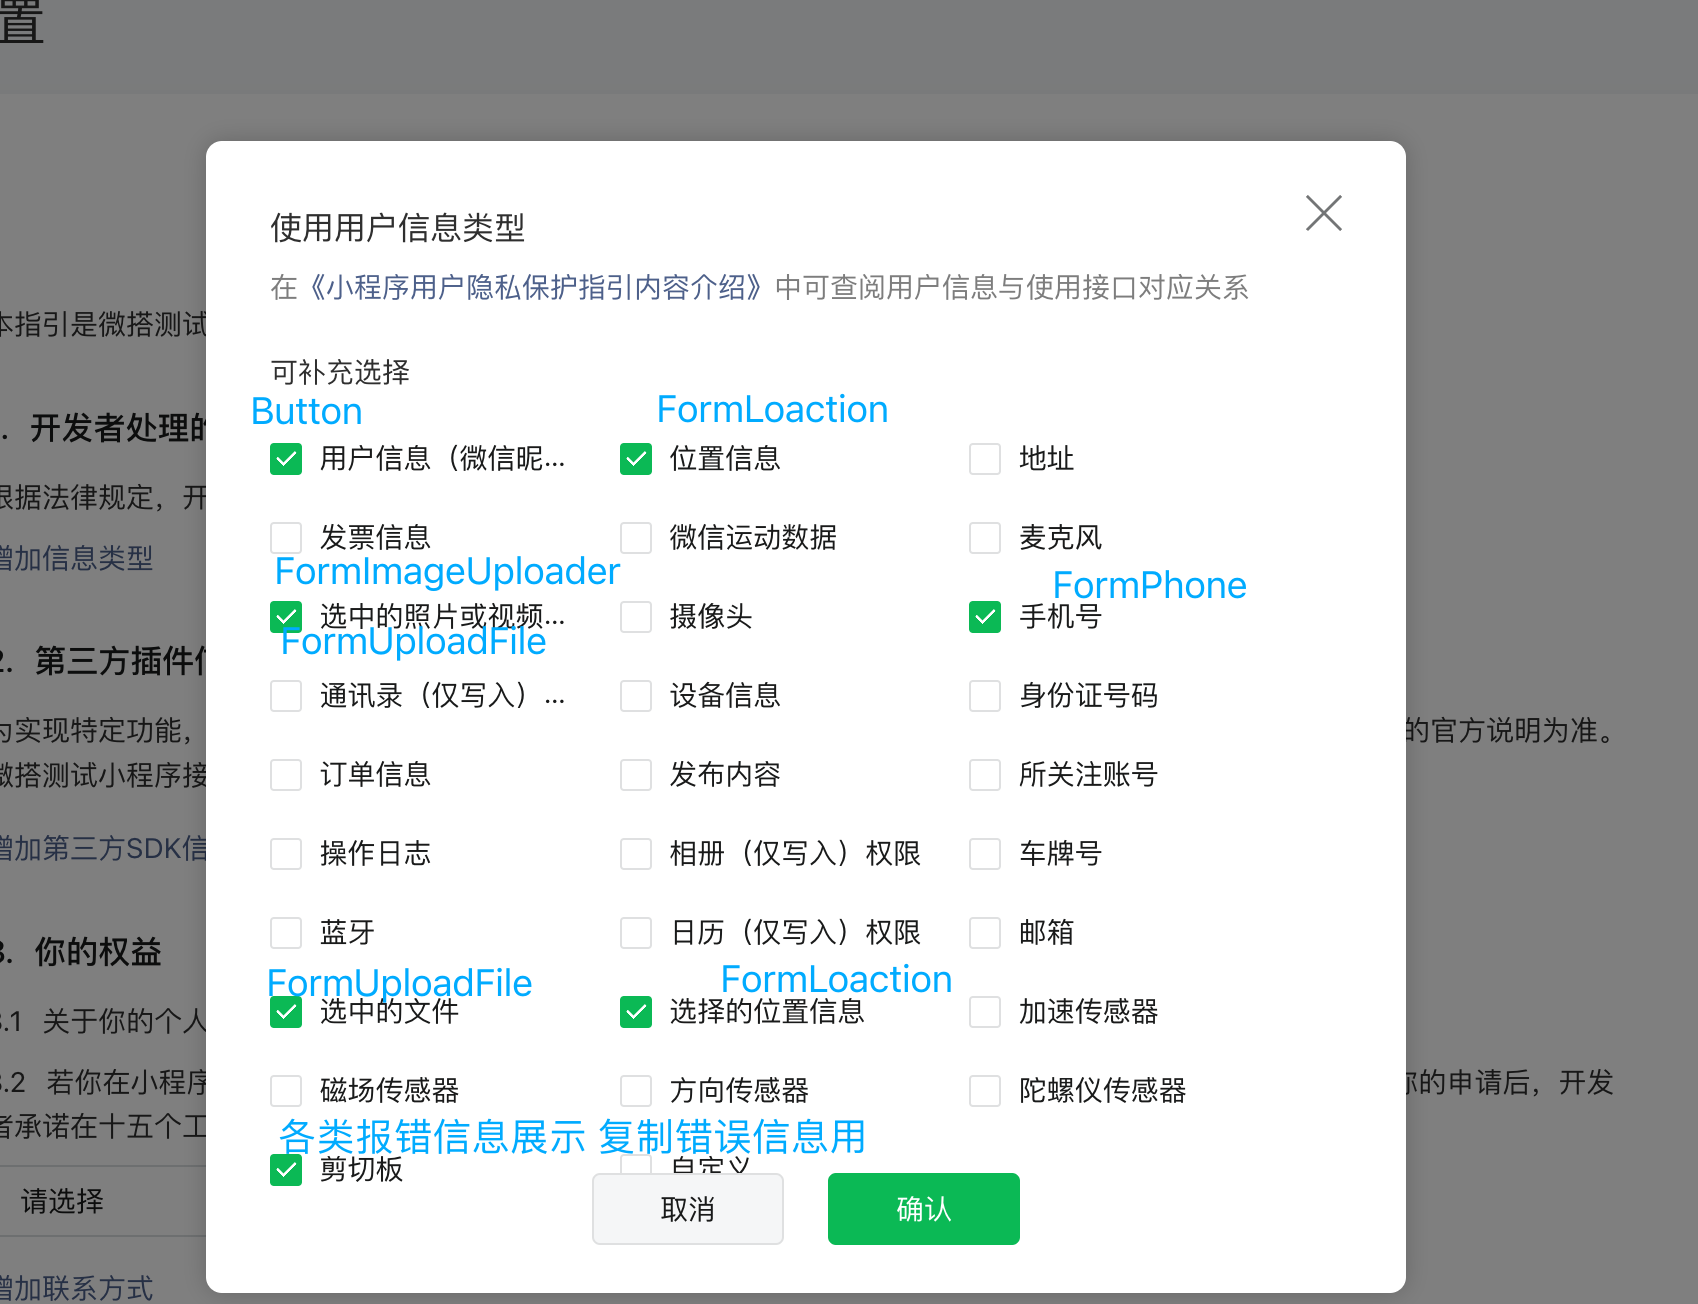 置
使用用户信息类型
在《小程序用户隐私保护指引内容介绍》中可查阅用户信息与使用接口对应关系
本指引是微搭测试
可补充选择
Button
FormLoaction
开发者处理的
用户信息（微信昵...
位置信息
地址
根据法律规定，开
发票信息
微信运动数据
麦克风
增加信息类型
FormImageUploader
FormPhone
选中的照片或视频...
摄像头
手机号
FormUploadFile
2. 第三方插件信
通讯录（仅写入）...
设备信息
身份证号码
为实现特定功能，
的官方说明为准。
微搭测试小程序接
订单信息
发布内容
所关注账号
增加第三方SDK信
操作日志
相册（仅写入）权限
车牌号
蓝牙
日历（仅写入）权限
邮箱
3. 你的权益
FormUploadFile
FormLoaction
3.1 关于你的个人
选中的文件
选择的位置信息
加速传感器
3.2 若你在小程序
磁场传感器
方向传感器
陀螺仪传感器
你的申请后，开发
者承诺在十五个工
各类报错信息展示 复制错误信息用
剪切板
自定义
请选择
取消
确认
增加联系方式